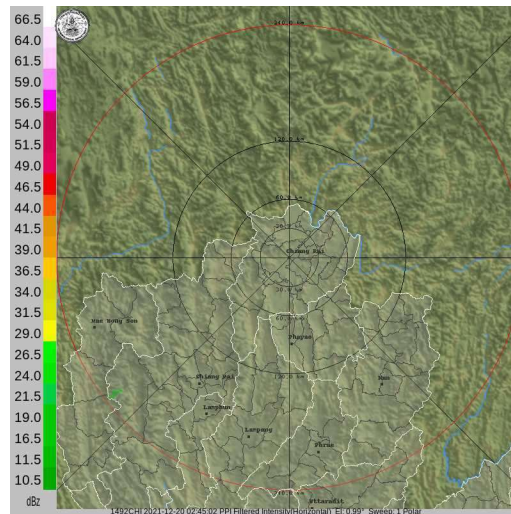 66.5
64.0
61.5
59.0
56.5
54.0
51.5
49.0
46.5
44.0
41.5
39.0
36.5
34.0
31.5
29.0
26.5
24.0
21.5
19.0
16.5
11.5
10.5
dBz
120.0 km
Chiang Rai
Mae Hong Son
Phayao
Nan
Lamphun
Lampang
Phrae
Uttaradit
1492CHI 2021-12-20 02:45:02 PPI Filtered Intensity(Horizontal) El: 0.99° Sweep: 1 Polar